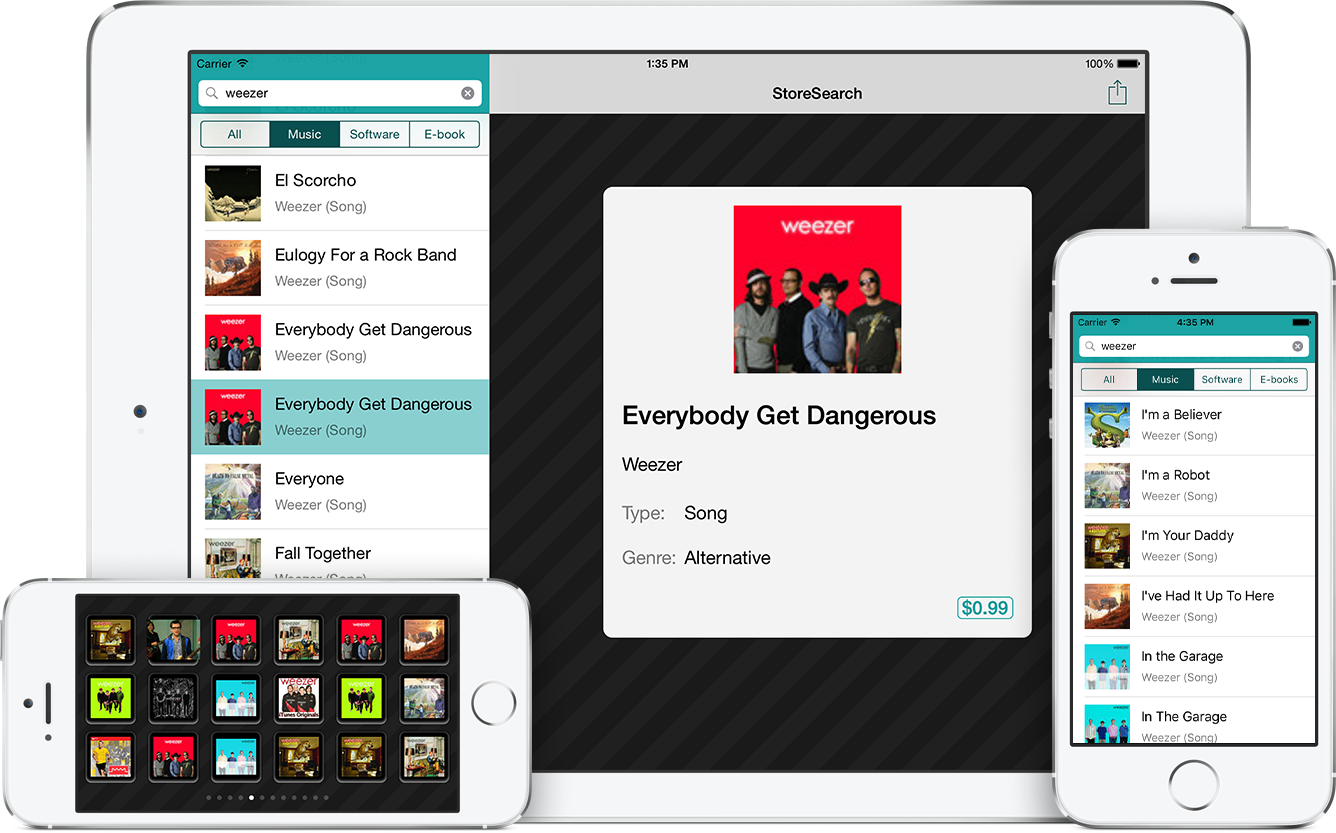 Carrier
1:35 PM
100%
weezer
StoreSearch
All
Music
Software
E-book
El Scorcho
Weezer (Song)
Eulogy For a Rock Band
Weezer (Song)
Everybody Get Dangerous
Weezer (Song)
Everybody Get Dangerous
Weezer (Song)
Everyone
Weezer (Song)
Fall Together
Weezer (Song)
weezer
Everybody Get Dangerous
Weezer
Type: Song
Genre: Alternative
$0.99
Carrier
4:35 PM
weezer
All
Music
Software
E-books
I'm a Believer
Weezer (Song)
I'm a Robot
Weezer (Song)
I'm Your Daddy
Weezer (Song)
I've Had It Up To Here
Weezer (Song)
In the Garage
Weezer (Song)
In The Garage
Weezer (Song)
weezer
iTunes Originals